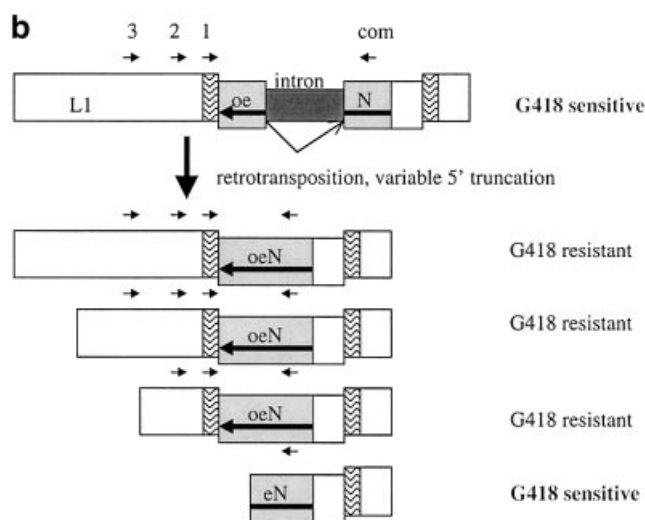 b
3 2 1 com
intron
L1 oe N G418 sensitive
retrotransposition, variable 5' truncation
oeN G418 resistant
oeN G418 resistant
oeN G418 resistant
eN G418 sensitive